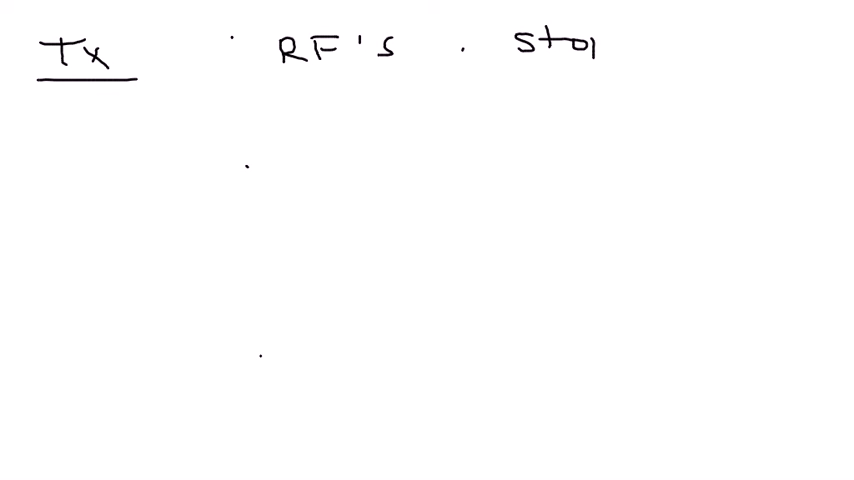 Tx . RF's . Sto